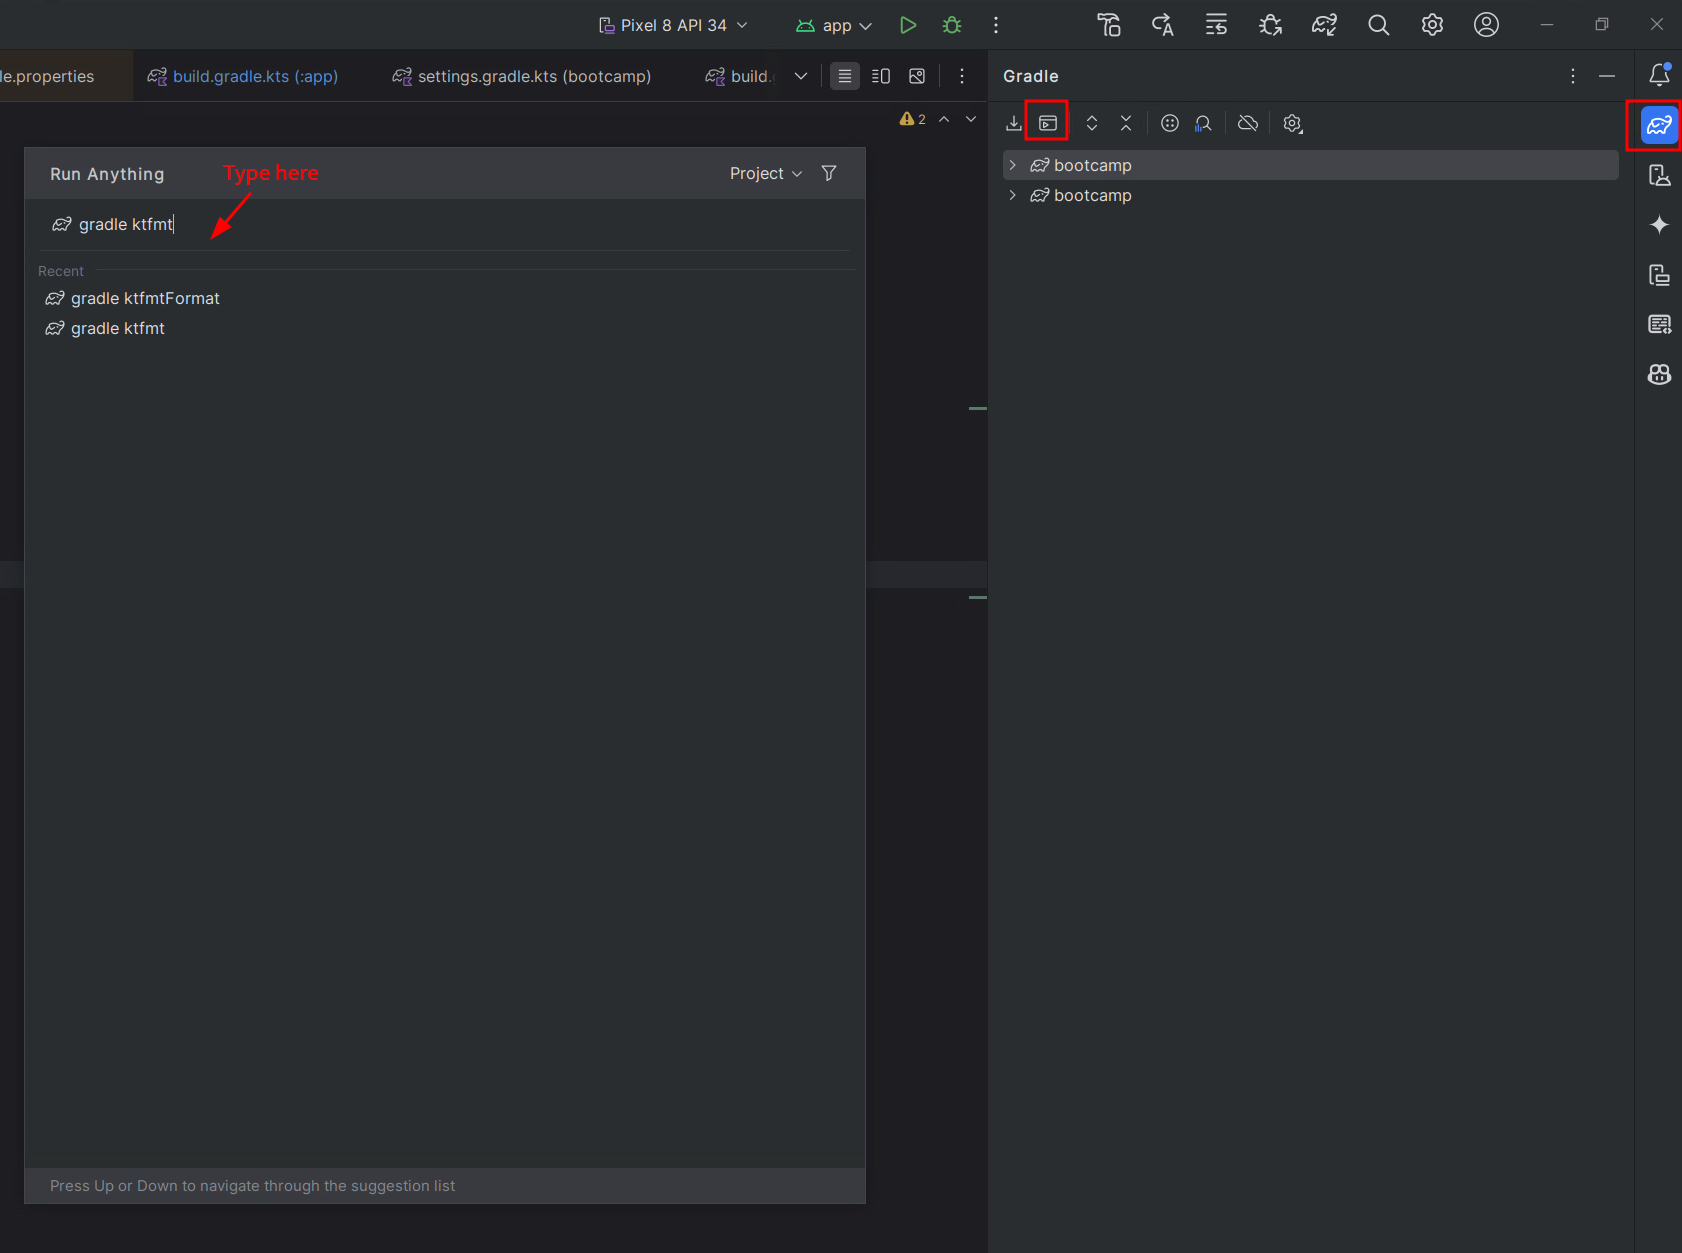 Pixel 8 API 34
app
le.properties
build.gradle.kts (:app)
settings.gradle.kts (bootcamp)
build.
Gradle
2
Run Anything
Type here
Project
gradle ktfmt
Recent
gradle ktfmtFormat
gradle ktfmt
bootcamp
bootcamp
Press Up or Down to navigate through the suggestion list